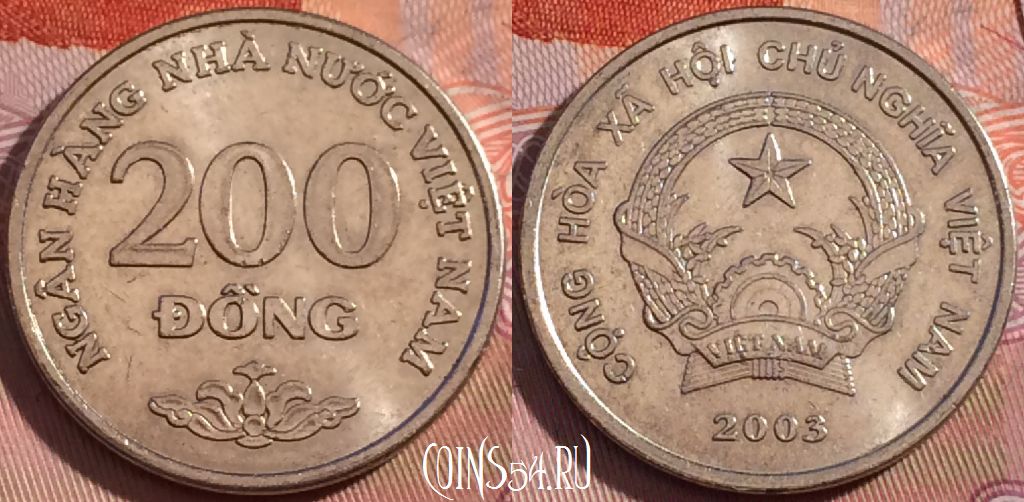 NGÂN HÀNG NHÀ NƯỚC VIỆT NAM
200
ĐỒNG
CỘNG HÒA XÃ HỘI CHỦ NGHĨA VIỆT NAM
VIỆT NAM
2003
COINS54.RU